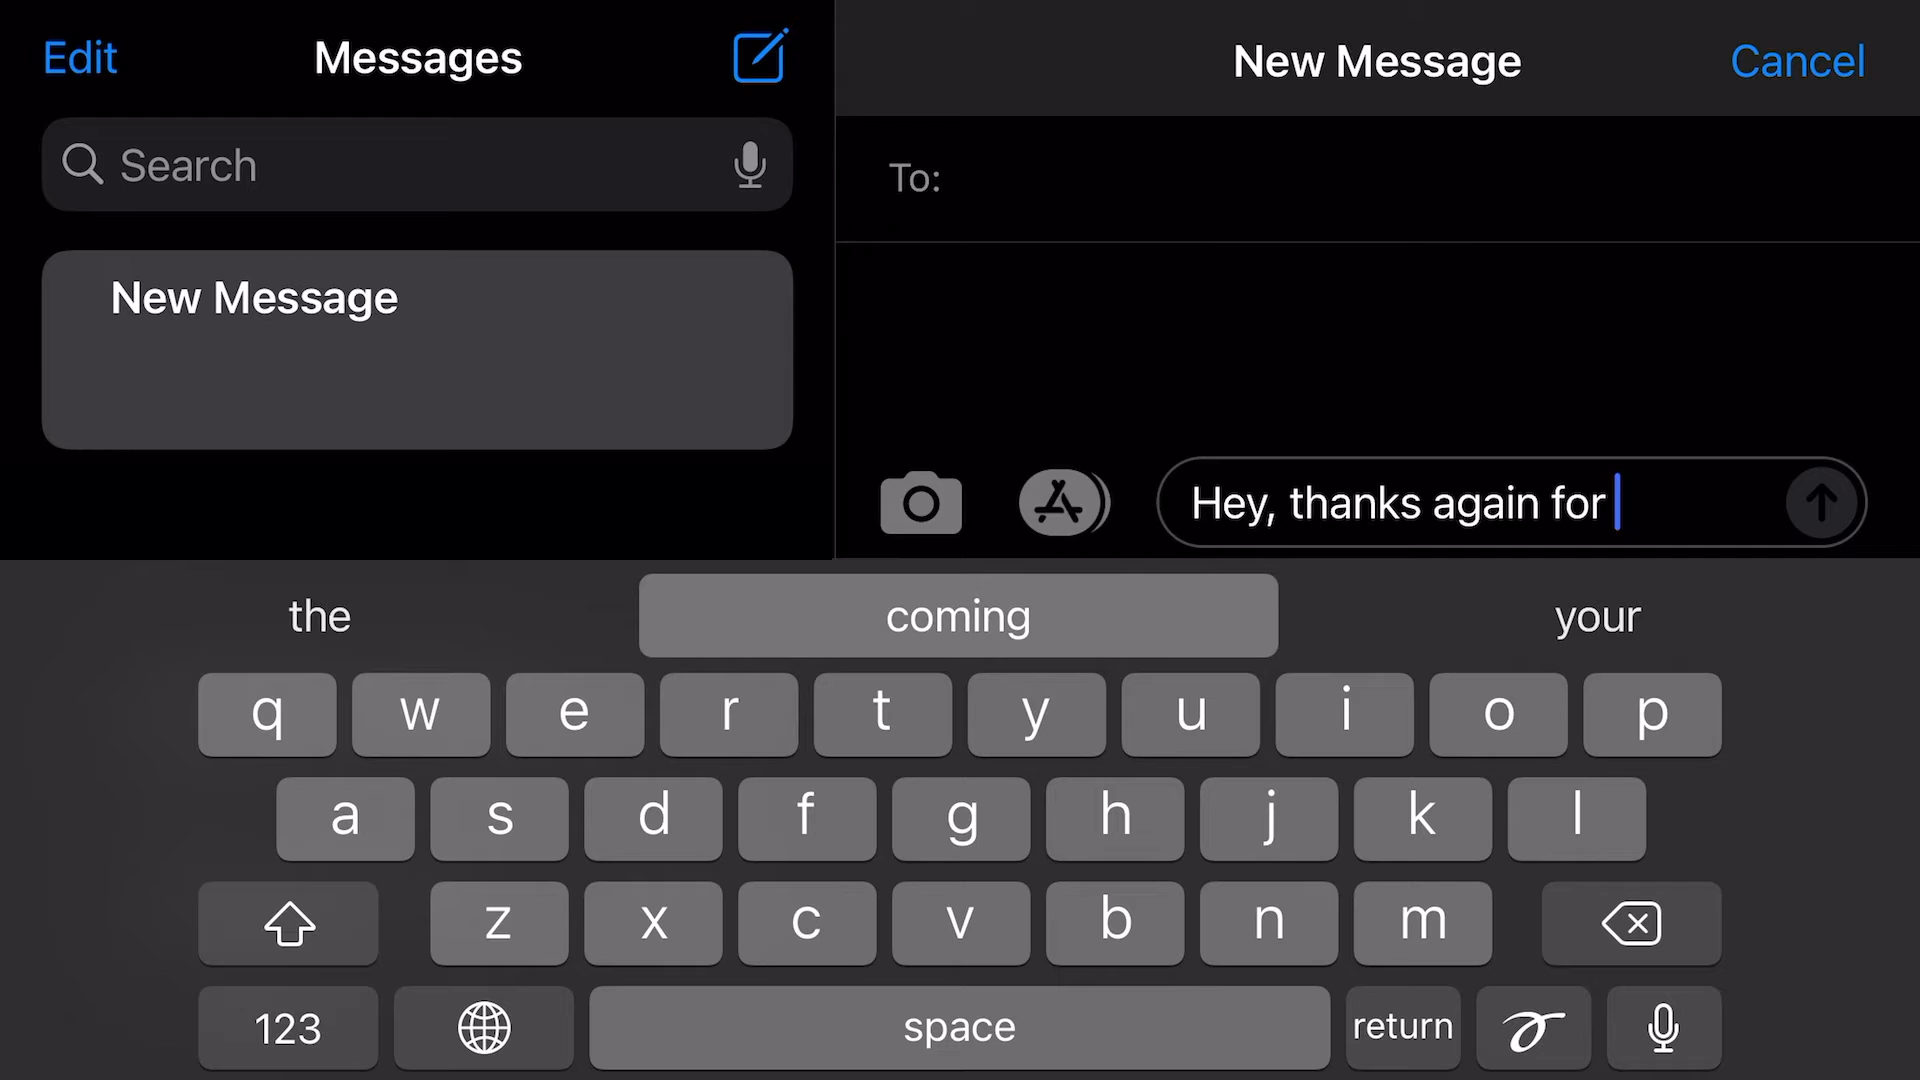 Edit
Messages
Search
New Message
New Message
Cancel
To:
Hey, thanks again for
the
coming
your
q w e r t y u i o p
a s d f g h j k l
z x c v b n m
123
space
return